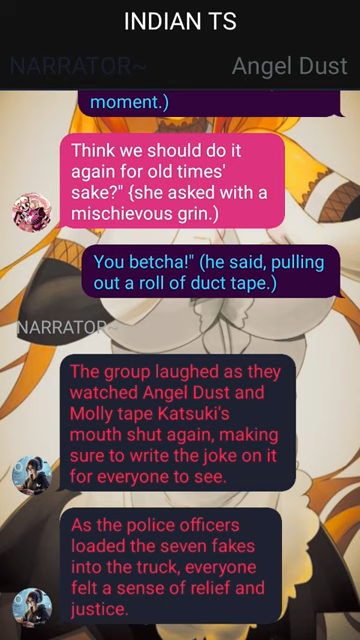 INDIAN TS
NARRATOR~ Angel Dust
moment.)
Think we should do it
again for old times'
sake?" {she asked with a
mischievous grin.)
You betcha!" (he said, pulling
out a roll of duct tape.)
NARRATOR~
The group laughed as they
watched Angel Dust and
Molly tape Katsuki's
mouth shut again, making
sure to write the joke on it
for everyone to see.
As the police officers
loaded the seven fakes
into the truck, everyone
felt a sense of relief and
justice.